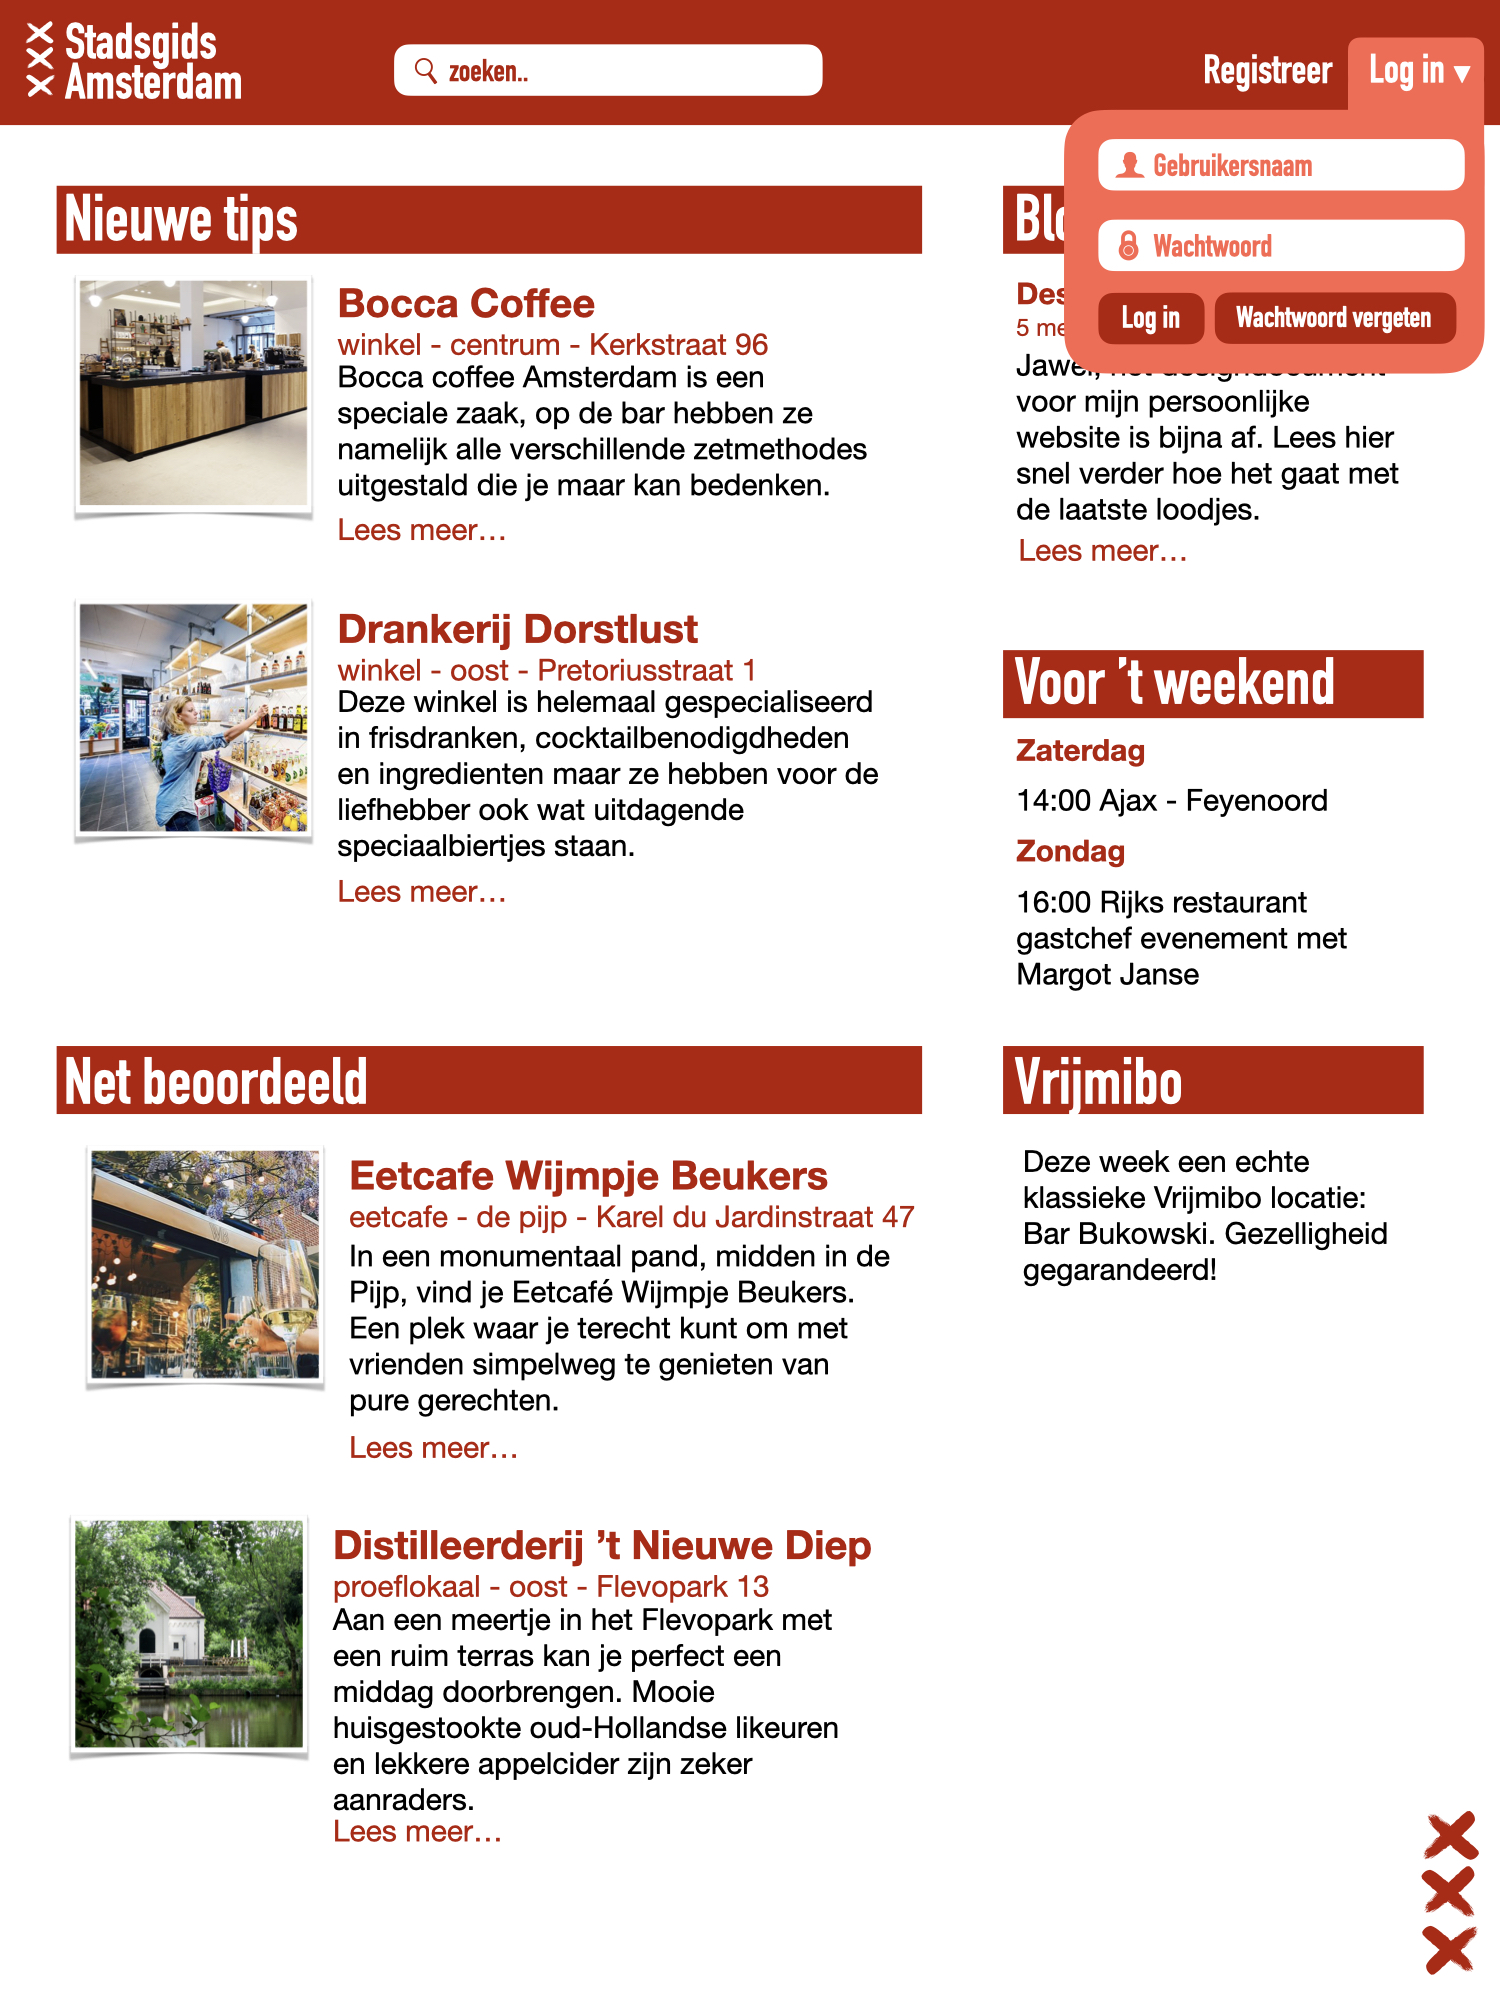 Stadsgids
Amsterdam
zoeken..
Registreer
Log in ▼
Gebruikersnaam
Wachtwoord
Log in
Wachtwoord vergeten
Nieuwe tips
Bocca Coffee
winkel - centrum - Kerkstraat 96
Bocca coffee Amsterdam is een
speciale zaak, op de bar hebben ze
namelijk alle verschillende zetmethodes
uitgestald die je maar kan bedenken.
Lees meer…
Drankerij Dorstlust
winkel - oost - Pretoriusstraat 1
Deze winkel is helemaal gespecialiseerd
in frisdranken, cocktailbenodigdheden
en ingredienten maar ze hebben voor de
liefhebber ook wat uitdagende
speciaalbiertjes staan.
Lees meer…
Net beoordeeld
Eetcafe Wijmpje Beukers
eetcafe - de pijp - Karel du Jardinstraat 47
In een monumentaal pand, midden in de
Pijp, vind je Eetcafé Wijmpje Beukers.
Een plek waar je terecht kunt om met
vrienden simpelweg te genieten van
pure gerechten.
Lees meer…
Distilleerderij ’t Nieuwe Diep
proeflokaal - oost - Flevopark 13
Aan een meertje in het Flevopark met
een ruim terras kan je perfect een
middag doorbrengen. Mooie
huisgestookte oud-Hollandse likeuren
en lekkere appelcider zijn zeker
aanraders.
Lees meer…
Des
5 me
Jawel, het designdocument
voor mijn persoonlijke
website is bijna af. Lees hier
snel verder hoe het gaat met
de laatste loodjes.
Lees meer…
Voor ’t weekend
Zaterdag
14:00 Ajax - Feyenoord
Zondag
16:00 Rijks restaurant
gastchef evenement met
Margot Janse
Vrijmibo
Deze week een echte
klassieke Vrijmibo locatie:
Bar Bukowski. Gezelligheid
gegarandeerd!